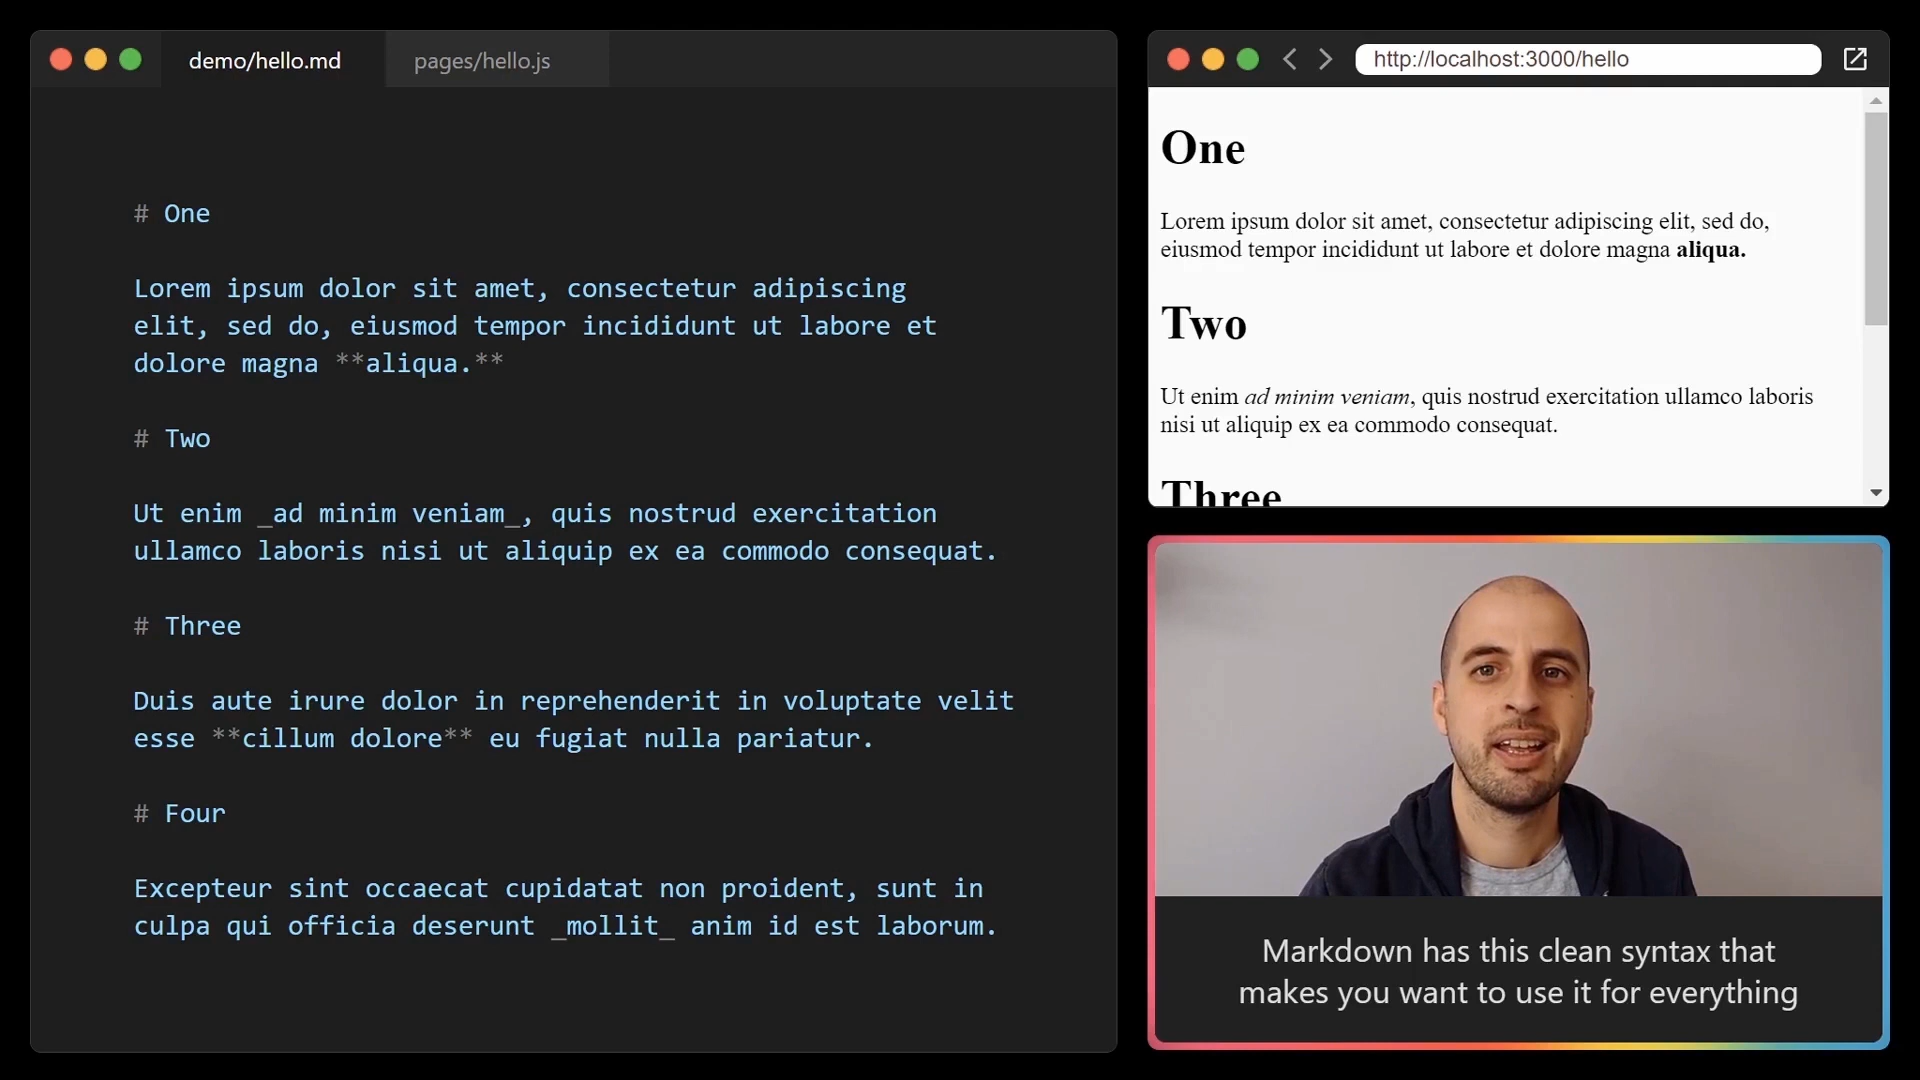 demo/hello.md
pages/hello.js
# One
Lorem ipsum dolor sit amet, consectetur adipiscing
elit, sed do, eiusmod tempor incididunt ut labore et
dolore magna **aliqua.**
# Two
Ut enim _ad minim veniam_, quis nostrud exercitation
ullamco laboris nisi ut aliquip ex ea commodo consequat.
# Three
Duis aute irure dolor in reprehenderit in voluptate velit
esse **cillum dolore** eu fugiat nulla pariatur.
# Four
Excepteur sint occaecat cupidatat non proident, sunt in
culpa qui officia deserunt _mollit_ anim id est laborum.
http://localhost:3000/hello
One
Lorem ipsum dolor sit amet, consectetur adipiscing elit, sed do,
eiusmod tempor incididunt ut labore et dolore magna aliqua.
Two
Ut enim ad minim veniam, quis nostrud exercitation ullamco laboris
nisi ut aliquip ex ea commodo consequat.
Three
Markdown has this clean syntax that
makes you want to use it for everything